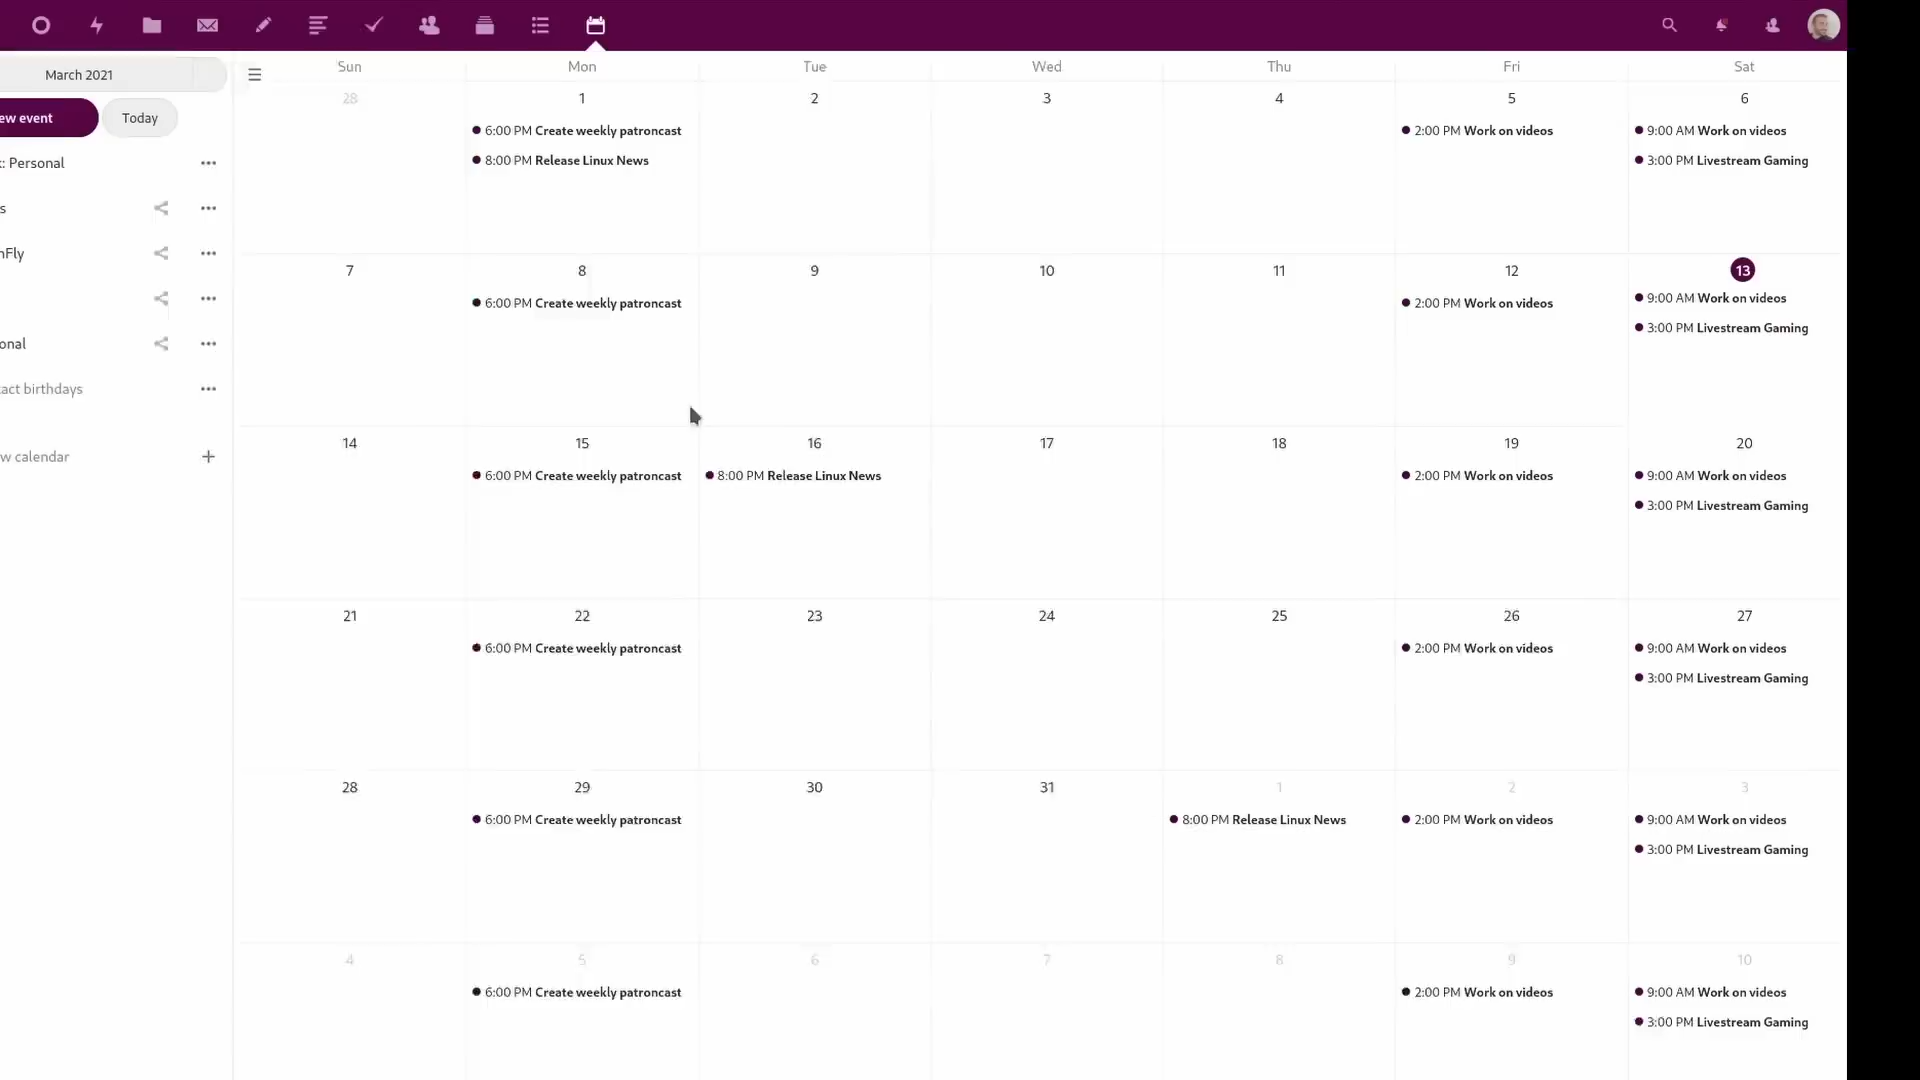 March 2021
Sun Mon Tue Wed Thu Fri Sat
ew event
Today
: Personal
s
nFly
onal
act birthdays
w calendar
28 1 2 3 4 5 6
6:00 PM Create weekly patroncast
8:00 PM Release Linux News
2:00 PM Work on videos
9:00 AM Work on videos
3:00 PM Livestream Gaming
7 8 9 10 11 12 13
6:00 PM Create weekly patroncast
2:00 PM Work on videos
9:00 AM Work on videos
3:00 PM Livestream Gaming
14 15 16 17 18 19 20
6:00 PM Create weekly patroncast
8:00 PM Release Linux News
2:00 PM Work on videos
9:00 AM Work on videos
3:00 PM Livestream Gaming
21 22 23 24 25 26 27
6:00 PM Create weekly patroncast
2:00 PM Work on videos
9:00 AM Work on videos
3:00 PM Livestream Gaming
28 29 30 31 1 2 3
6:00 PM Create weekly patroncast
8:00 PM Release Linux News
2:00 PM Work on videos
9:00 AM Work on videos
3:00 PM Livestream Gaming
4 5 6 7 8 9 10
6:00 PM Create weekly patroncast
2:00 PM Work on videos
9:00 AM Work on videos
3:00 PM Livestream Gaming